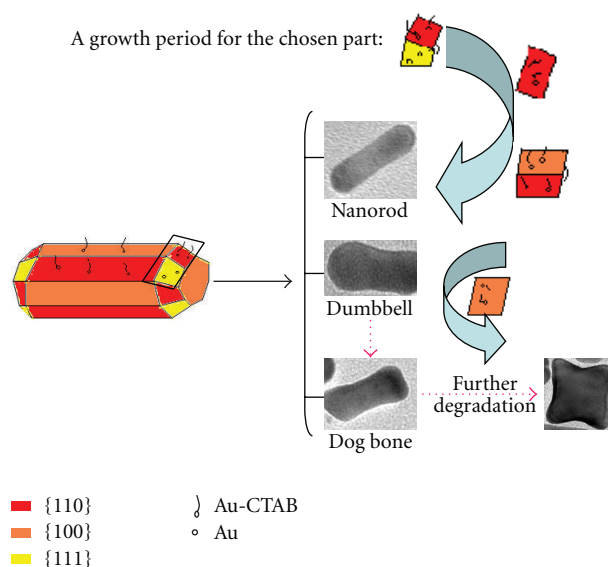 A growth period for the chosen part:
Nanorod
Dumbbell
Further
degradation
Dog bone
{110}
{100}
{111}
Au-CTAB
Au